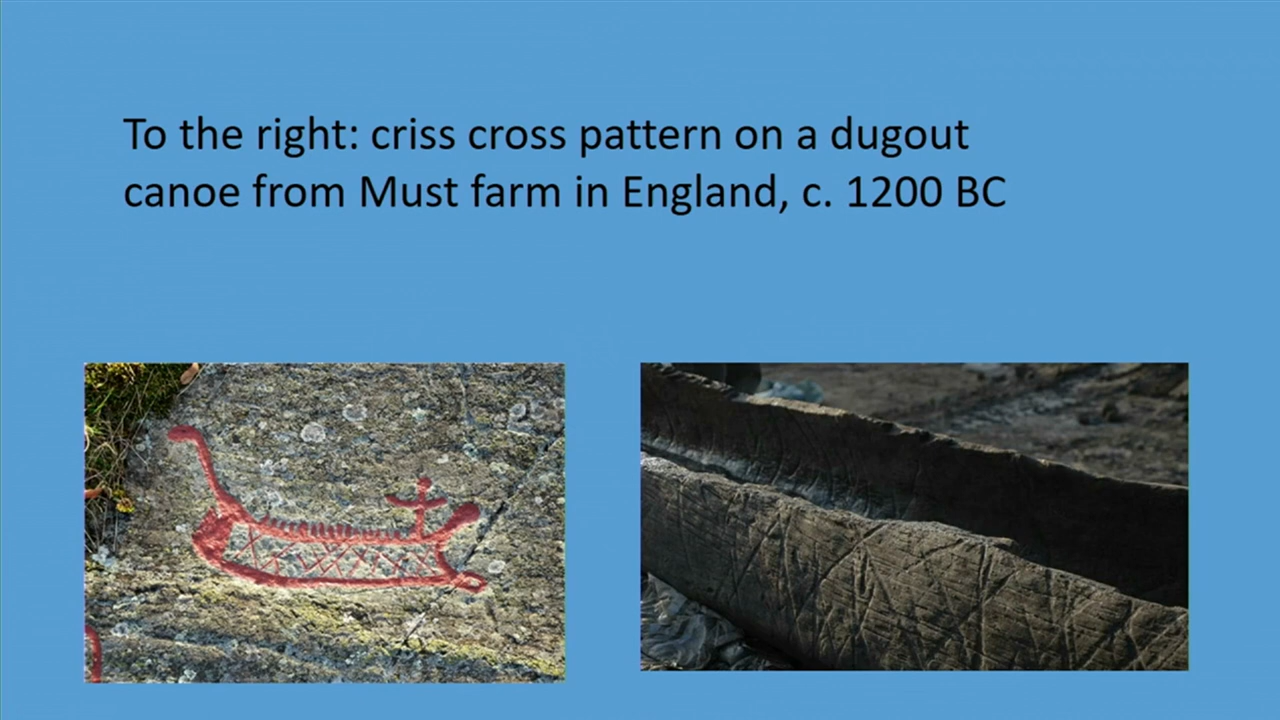 To the right: criss cross pattern on a dugout
canoe from Must farm in England, c. 1200 BC